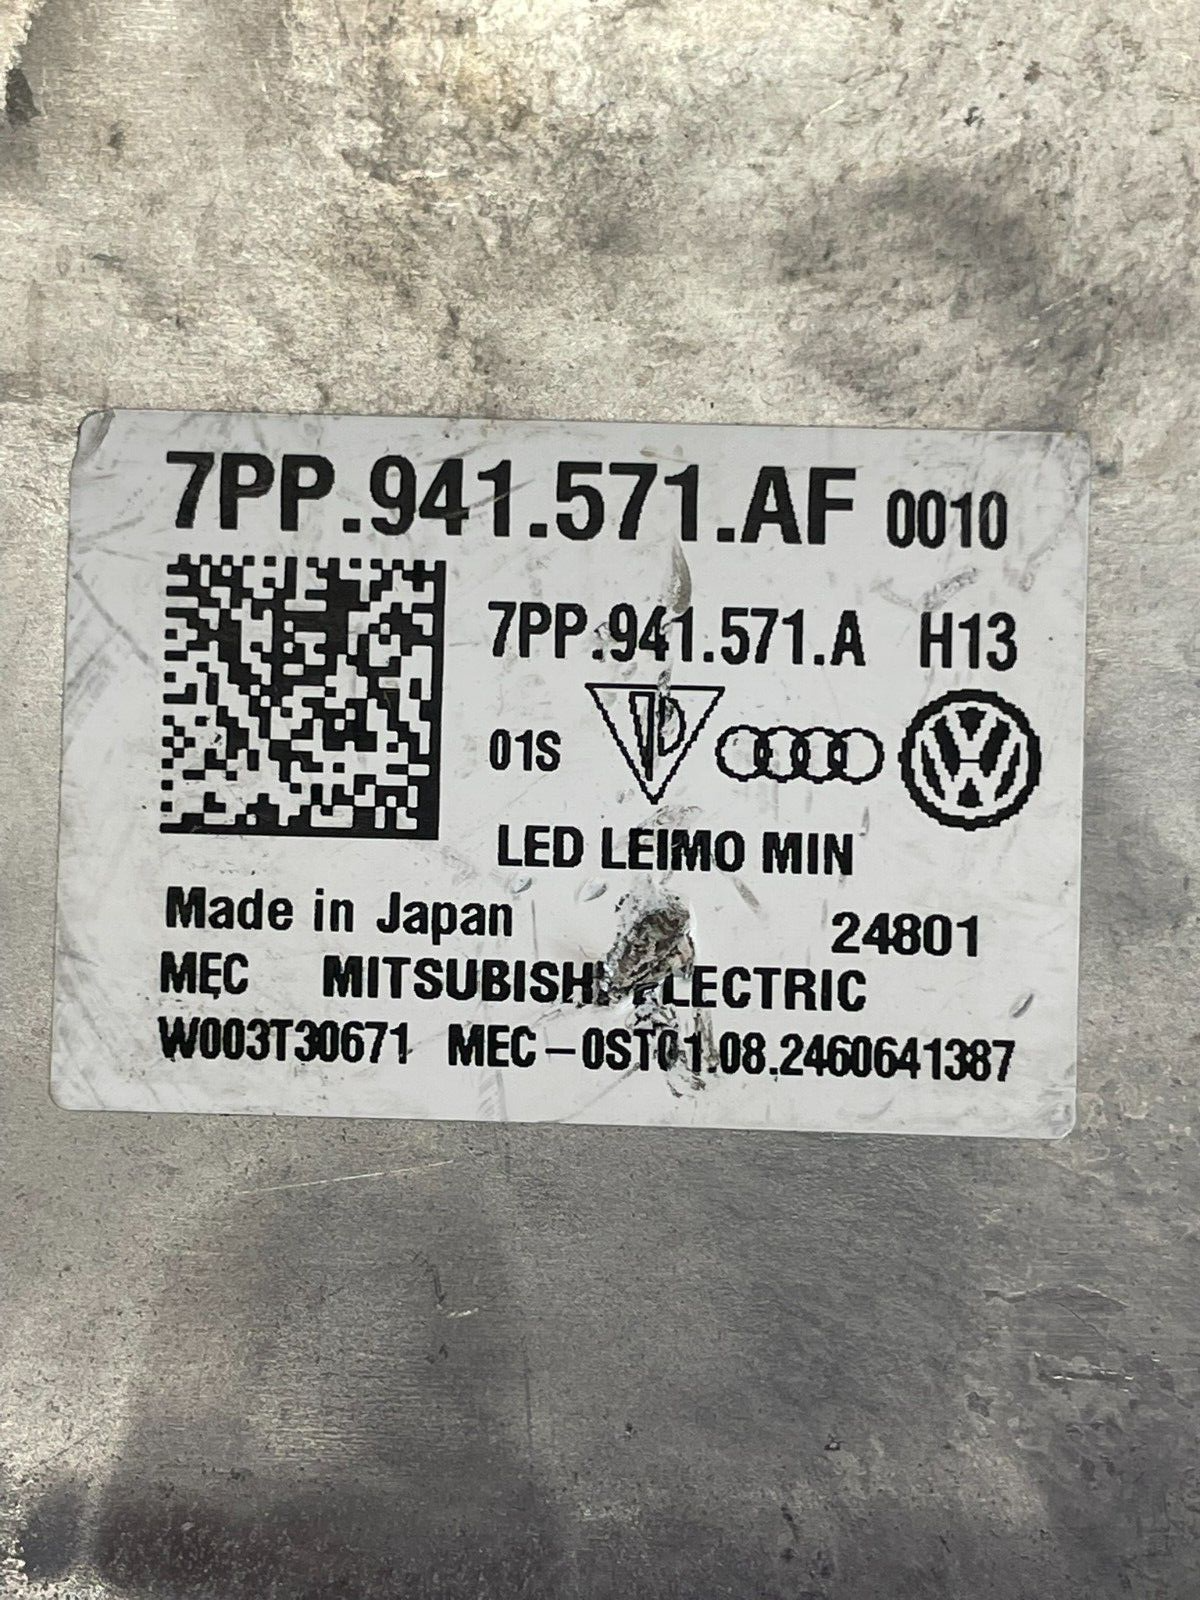 7PP.941.571.AF 0010
7PP.941.571.A H13
01S
LED LEIMO MIN
Made in Japan 24801
MEC MITSUBISHI ELECTRIC
W003T30671 MEC-0ST01.08.2460641387